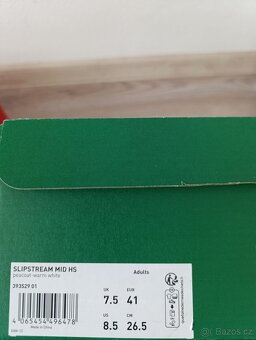 SLIPSTREAM MID HS
peacoat-warm white
Adults
393529 01
UK
7.5
EUR
41
US
8.5
CM
26.5
4 065454 496478
Made in China
Bazoš.cz